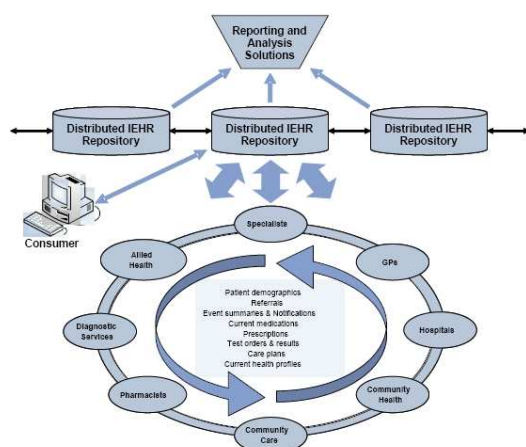 Reporting and
Analysis
Solutions
Distributed IEHR
Repository
Distributed IEHR
Repository
Distributed IEHR
Repository
Consumer
Specialists
Allied
Health
GPs
Diagnostic
Services
Hospitals
Pharmacists
Community
Health
Community
Care
Patient demographics
Referrals
Event summaries & Notifications
Current medications
Prescriptions
Test orders & results
Care plans
Current health profiles